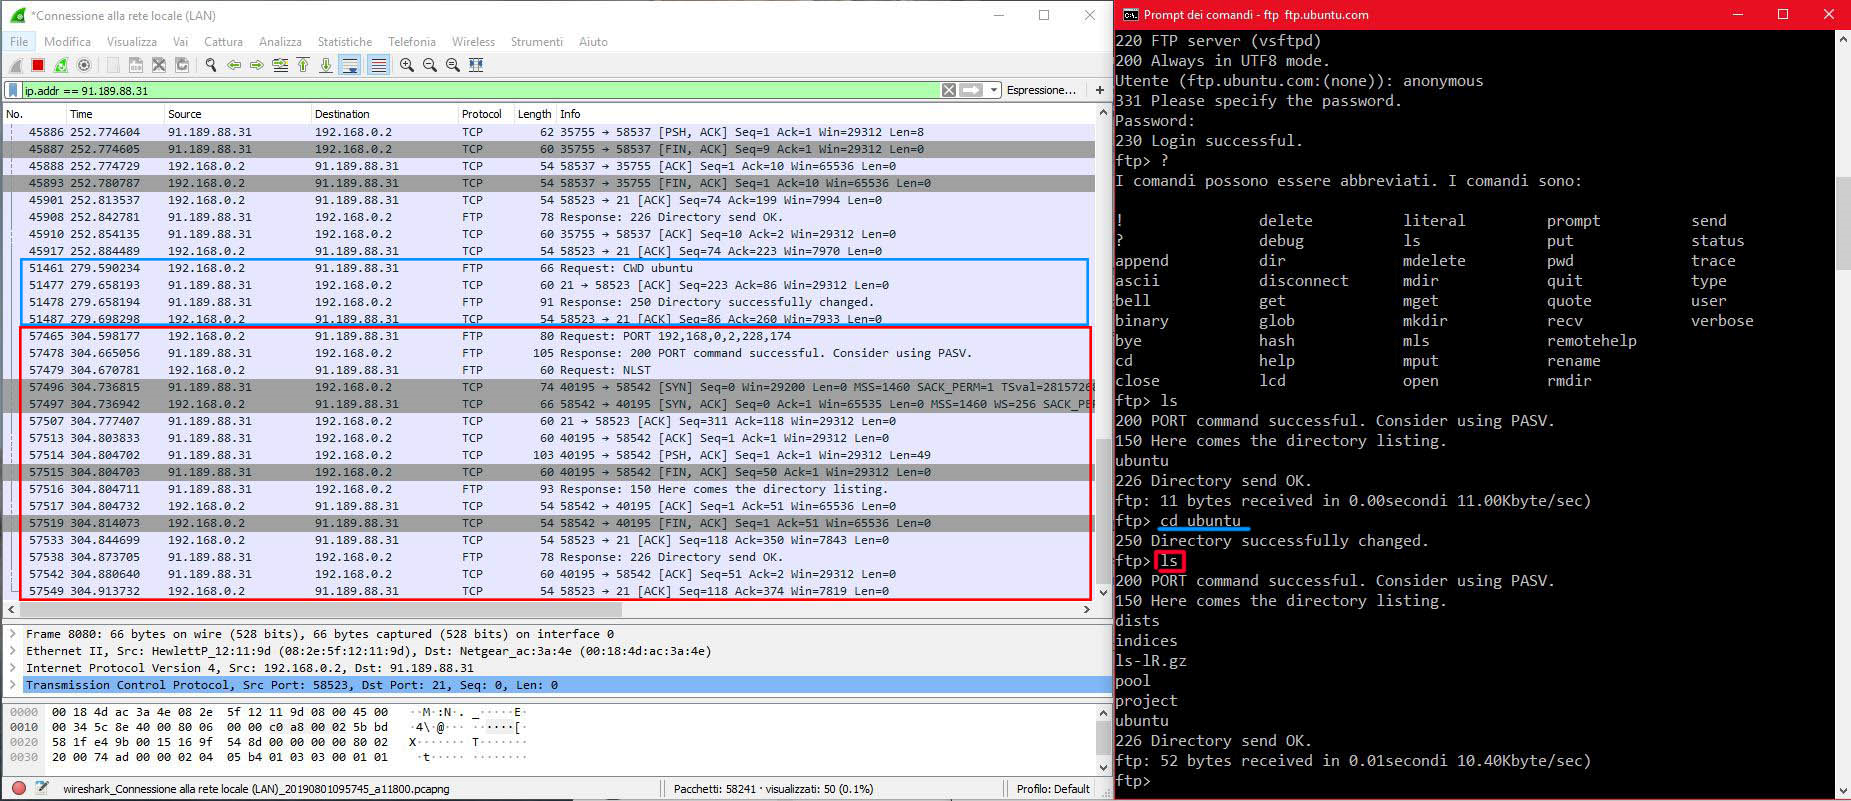 *Connessione alla rete locale (LAN)
File Modifica Visualizza Vai Cattura Analizza Statistiche Telefonia Wireless Strumenti Aiuto
ip.addr == 91.189.88.31 Espressione... +
No. Time Source Destination Protocol Length Info
45886 252.774604 91.189.88.31 192.168.0.2 TCP 62 35755 → 58537 [PSH, ACK] Seq=1 Ack=1 Win=29312 Len=8
45887 252.774605 91.189.88.31 192.168.0.2 TCP 60 35755 → 58537 [FIN, ACK] Seq=9 Ack=1 Win=29312 Len=0
45888 252.774729 192.168.0.2 91.189.88.31 TCP 54 58537 → 35755 [ACK] Seq=1 Ack=10 Win=65536 Len=0
45893 252.780787 192.168.0.2 91.189.88.31 TCP 54 58537 → 35755 [FIN, ACK] Seq=1 Ack=10 Win=65536 Len=0
45901 252.813537 192.168.0.2 91.189.88.31 TCP 54 58523 → 21 [ACK] Seq=74 Ack=199 Win=7994 Len=0
45908 252.842781 91.189.88.31 192.168.0.2 FTP 78 Response: 226 Directory send OK.
45910 252.854135 91.189.88.31 192.168.0.2 TCP 60 35755 → 58537 [ACK] Seq=10 Ack=2 Win=29312 Len=0
45917 252.884489 192.168.0.2 91.189.88.31 TCP 54 58523 → 21 [ACK] Seq=74 Ack=223 Win=7970 Len=0
51461 279.590234 192.168.0.2 91.189.88.31 FTP 66 Request: CWD ubuntu
51477 279.658193 91.189.88.31 192.168.0.2 TCP 60 21 → 58523 [ACK] Seq=223 Ack=86 Win=29312 Len=0
51478 279.658194 91.189.88.31 192.168.0.2 FTP 91 Response: 250 Directory successfully changed.
51487 279.698298 192.168.0.2 91.189.88.31 TCP 54 58523 → 21 [ACK] Seq=86 Ack=260 Win=7933 Len=0
57465 304.598177 192.168.0.2 91.189.88.31 FTP 80 Request: PORT 192,168,0,2,228,174
57478 304.665056 91.189.88.31 192.168.0.2 FTP 105 Response: 200 PORT command successful. Consider using PASV.
57479 304.670781 192.168.0.2 91.189.88.31 FTP 60 Request: NLST
57496 304.736815 91.189.88.31 192.168.0.2 TCP 74 40195 → 58542 [SYN] Seq=0 Win=29200 Len=0 MSS=1460 SACK_PERM=1 TSval=2815726
57497 304.736942 192.168.0.2 91.189.88.31 TCP 66 58542 → 40195 [SYN, ACK] Seq=0 Ack=1 Win=65535 Len=0 MSS=1460 WS=256 SACK_PE
57507 304.777407 91.189.88.31 192.168.0.2 TCP 60 21 → 58523 [ACK] Seq=311 Ack=118 Win=29312 Len=0
57513 304.803833 91.189.88.31 192.168.0.2 TCP 60 40195 → 58542 [ACK] Seq=1 Ack=1 Win=29312 Len=0
57514 304.804702 91.189.88.31 192.168.0.2 TCP 103 40195 → 58542 [PSH, ACK] Seq=1 Ack=1 Win=29312 Len=49
57515 304.804703 91.189.88.31 192.168.0.2 TCP 60 40195 → 58542 [FIN, ACK] Seq=50 Ack=1 Win=29312 Len=0
57516 304.804711 91.189.88.31 192.168.0.2 FTP 93 Response: 150 Here comes the directory listing.
57517 304.804732 192.168.0.2 91.189.88.31 TCP 54 58542 → 40195 [ACK] Seq=1 Ack=51 Win=65536 Len=0
57519 304.814073 192.168.0.2 91.189.88.31 TCP 54 58542 → 40195 [FIN, ACK] Seq=1 Ack=51 Win=65536 Len=0
57533 304.844699 192.168.0.2 91.189.88.31 TCP 54 58523 → 21 [ACK] Seq=118 Ack=350 Win=7843 Len=0
57538 304.873705 91.189.88.31 192.168.0.2 FTP 78 Response: 226 Directory send OK.
57542 304.880640 91.189.88.31 192.168.0.2 TCP 60 40195 → 58542 [ACK] Seq=51 Ack=2 Win=29312 Len=0
57549 304.913732 192.168.0.2 91.189.88.31 TCP 54 58523 → 21 [ACK] Seq=118 Ack=374 Win=7819 Len=0
Frame 8080: 66 bytes on wire (528 bits), 66 bytes captured (528 bits) on interface 0
Ethernet II, Src: HewlettP_12:11:9d (08:2e:5f:12:11:9d), Dst: Netgear_ac:3a:4e (00:18:4d:ac:3a:4e)
Internet Protocol Version 4, Src: 192.168.0.2, Dst: 91.189.88.31
Transmission Control Protocol, Src Port: 58523, Dst Port: 21, Seq: 0, Len: 0
0000 00 18 4d ac 3a 4e 08 2e 5f 12 11 9d 08 00 45 00 ··M·:N·. _·····E·
0010 00 34 5c 8e 40 00 80 06 00 00 c0 a8 00 02 5b bd ·4\·@··· ······[·
0020 58 1f e4 9b 00 15 16 9f 54 8d 00 00 00 00 80 02 X······· T·······
0030 20 00 74 ad 00 00 02 04 05 b4 01 03 03 00 01 01 ·t····· ········
wireshark_Connessione alla rete locale (LAN)_20190801095745_a11800.pcapng Pacchetti: 58241 · visualizzati: 50 (0.1%) Profilo: Default
Prompt dei comandi - ftp ftp.ubuntu.com
220 FTP server (vsftpd)
200 Always in UTF8 mode.
Utente (ftp.ubuntu.com:(none)): anonymous
331 Please specify the password.
Password:
230 Login successful.
ftp> ?
I comandi possono essere abbreviati. I comandi sono:
! delete literal prompt send
? debug ls put status
append dir mdelete pwd trace
ascii disconnect mdir quit type
bell get mget quote user
binary glob mkdir recv verbose
bye hash mls remotehelp
cd help mput rename
close lcd open rmdir
ftp> ls
200 PORT command successful. Consider using PASV.
150 Here comes the directory listing.
ubuntu
226 Directory send OK.
ftp: 11 bytes received in 0.00secondi 11.00Kbyte/sec)
ftp> cd ubuntu
250 Directory successfully changed.
ftp> ls
200 PORT command successful. Consider using PASV.
150 Here comes the directory listing.
dists
indices
ls-lR.gz
pool
project
ubuntu
226 Directory send OK.
ftp: 52 bytes received in 0.01secondi 10.40Kbyte/sec)
ftp>